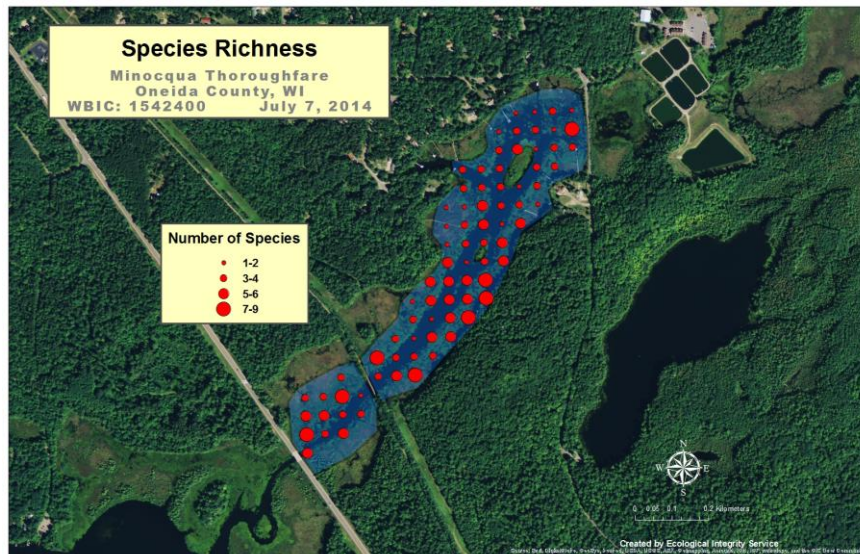 Species Richness
Minocqua Thoroughfare
Oneida County, WI
WBIC: 1542400 July 7, 2014
Number of Species
1-2
3-4
5-6
7-9
N
W E
S
0 0.05 0.1 0.2 Kilometers
Created by Ecological Integrity Service